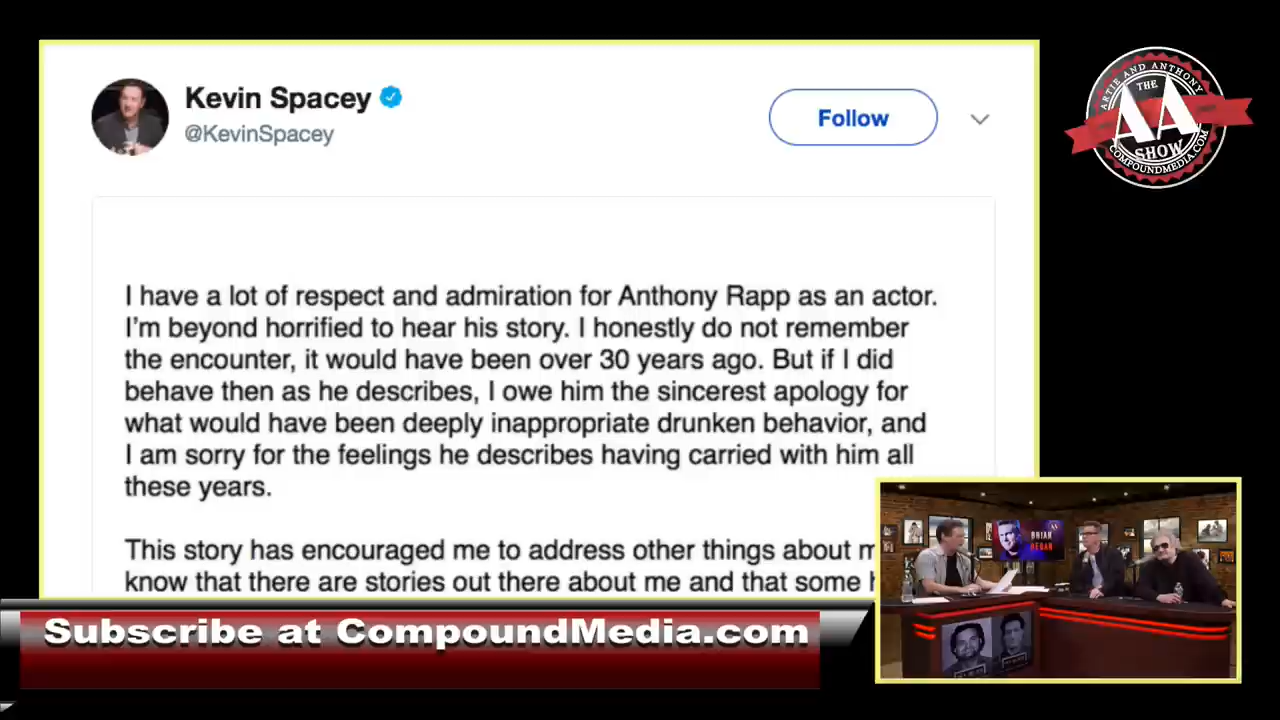 Kevin Spacey
@KevinSpacey
Follow
I have a lot of respect and admiration for Anthony Rapp as an actor.
I'm beyond horrified to hear his story. I honestly do not remember
the encounter, it would have been over 30 years ago. But if I did
behave then as he describes, I owe him the sincerest apology for
what would have been deeply inappropriate drunken behavior, and
I am sorry for the feelings he describes having carried with him all
these years.
This story has encouraged me to address other things about m
know that there are stories out there about me and that some h
ARTIE AND ANTHONY
THE
AA
SHOW
COMPOUNDMEDIA.COM
BRIAN
REGAN
Subscribe at CompoundMedia.com